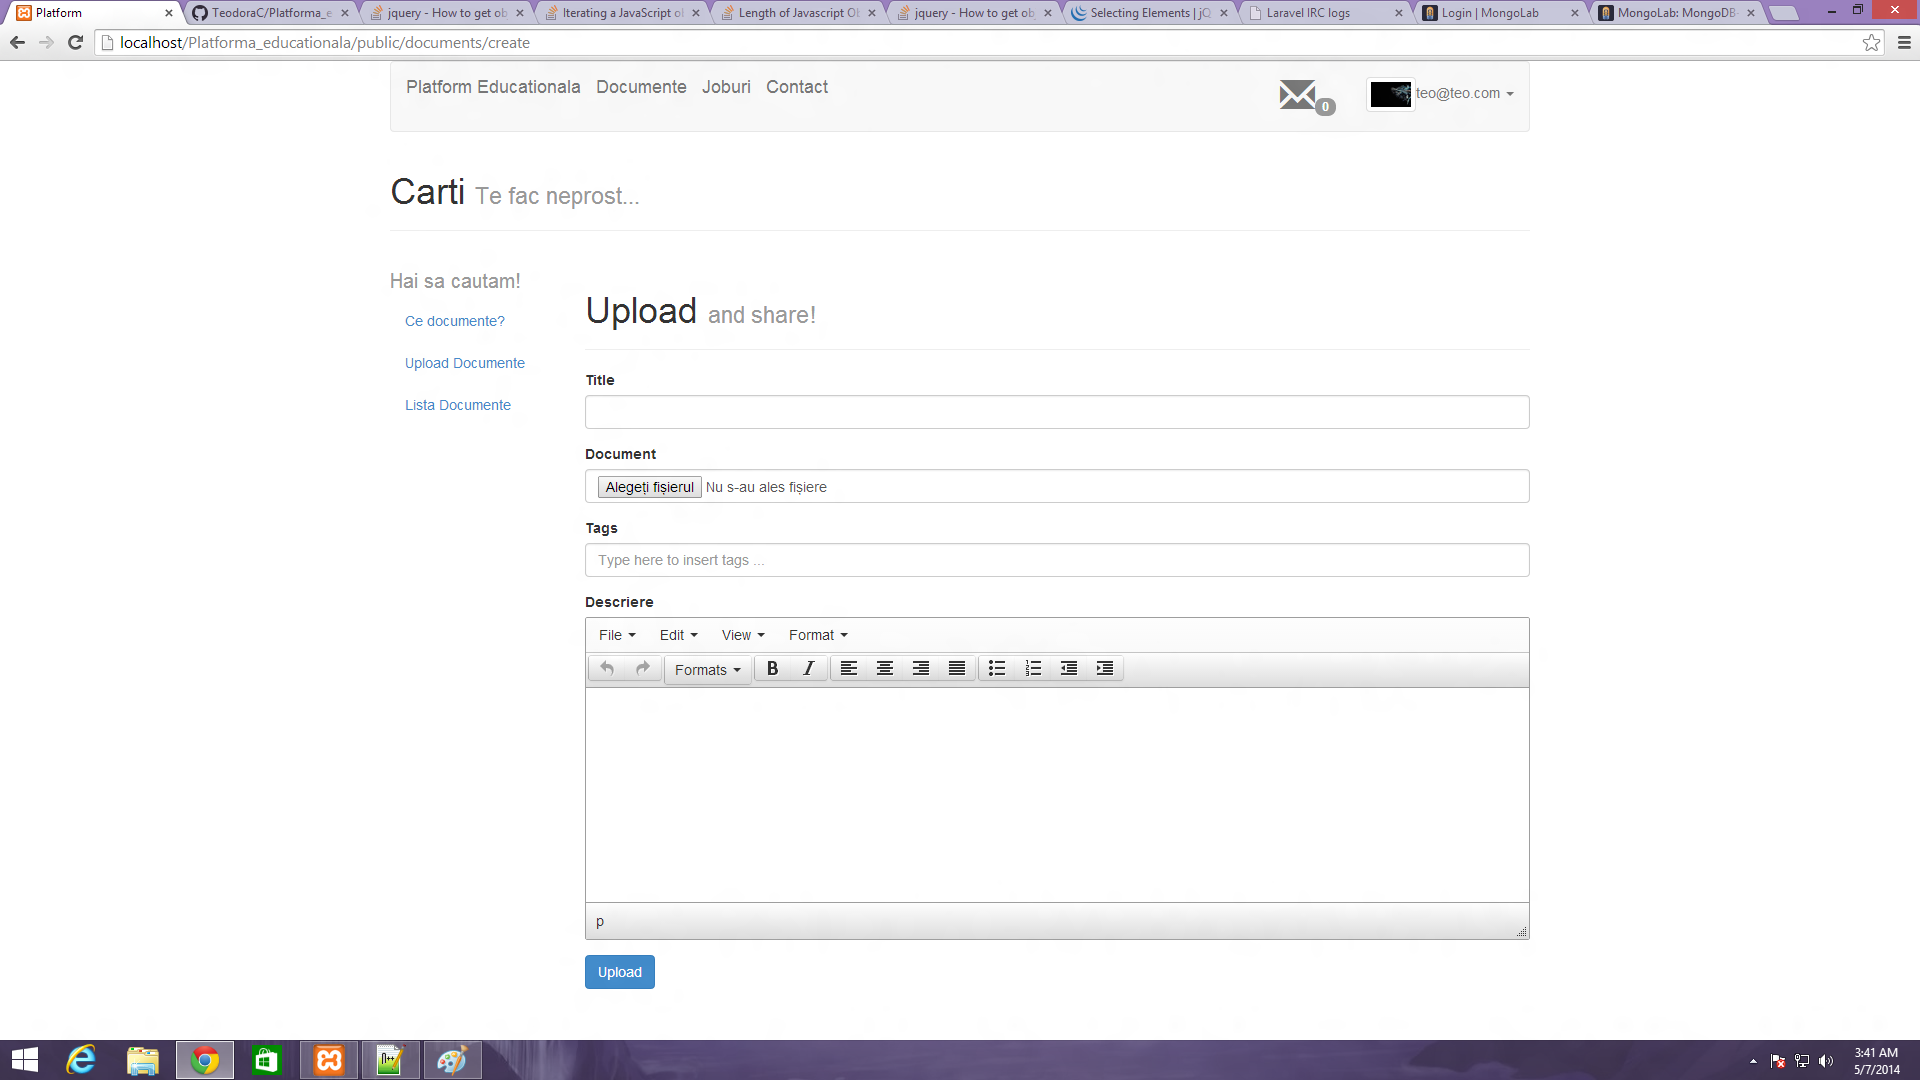 Platform
TeodoraC/Platforma_e
jquery - How to get ob
Iterating a JavaScript ol
Length of Javascript Ol
jquery - How to get ob
Selecting Elements | jQ
Laravel IRC logs
Login | MongoLab
MongoLab: MongoDB-
localhost/Platforma_educationala/public/documents/create
Platform Educationala Documente Joburi Contact
0
teo@teo.com
Carti Te fac neprost...
Hai sa cautam!
Ce documente?
Upload Documente
Lista Documente
Upload and share!
Title
Document
Alegeți fișierul Nu s-au ales fișiere
Tags
Type here to insert tags ...
Descriere
File Edit View Format
Formats B I
p
Upload
3:41 AM
5/7/2014